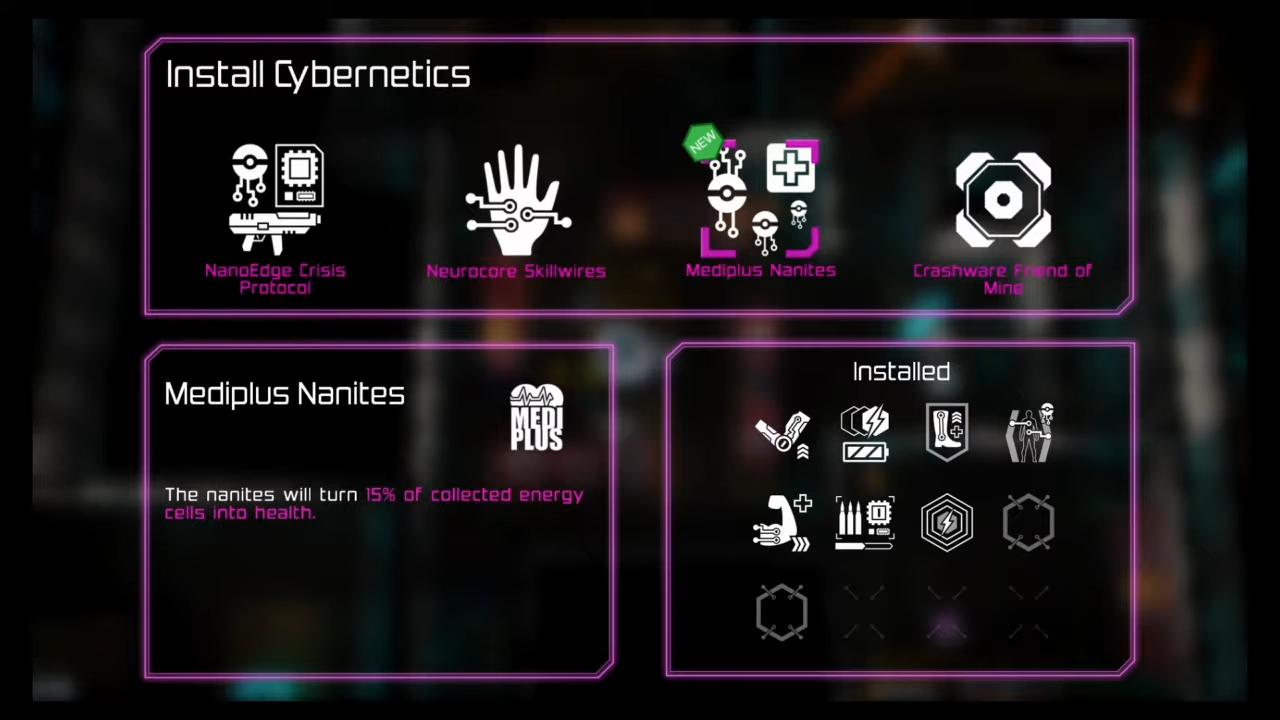 Install Cybernetics
NEW
NanoEdge Crisis
Protocol
Neurocore Skillwires
Mediplus Nanites
Crashware Friend of
Mine
Mediplus Nanites
MEDI
PLUS
The nanites will turn 15% of collected energy
cells into health.
Installed